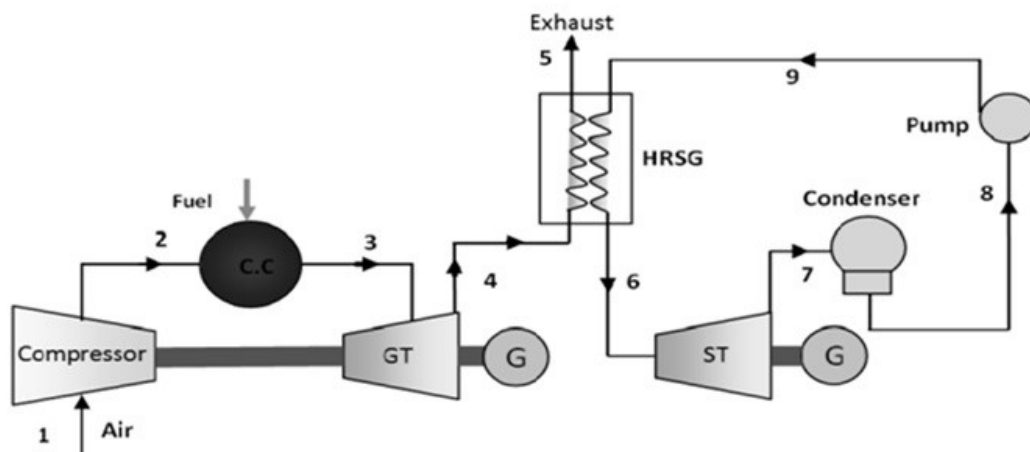 Exhaust
5
9
Pump
HRSG
Fuel
Condenser
8
2
3
C.C
4
6
7
Compressor
GT
G
ST
G
1
Air